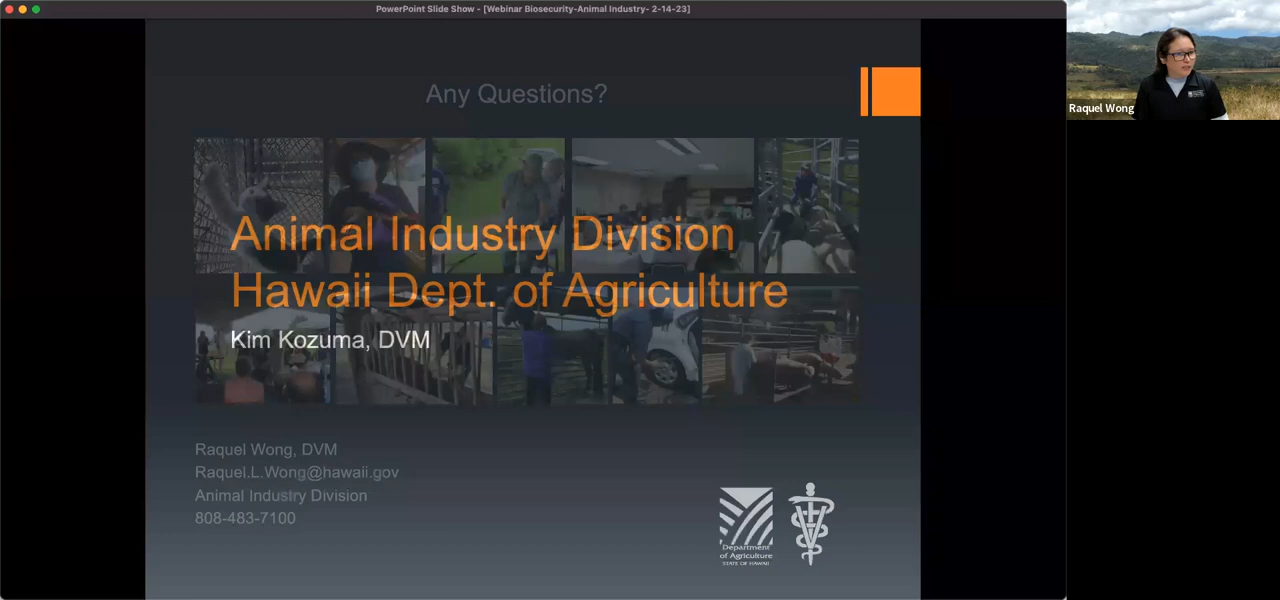 PowerPoint Slide Show - [Webinar Biosecurity-Animal Industry- 2-14-23]
Any Questions?
Animal Industry Division
Hawaii Dept. of Agriculture
Kim Kozuma, DVM
Raquel Wong, DVM
Raquel.L.Wong@hawaii.gov
Animal Industry Division
808-483-7100
Department
of Agriculture
STATE OF HAWAII
Raquel Wong